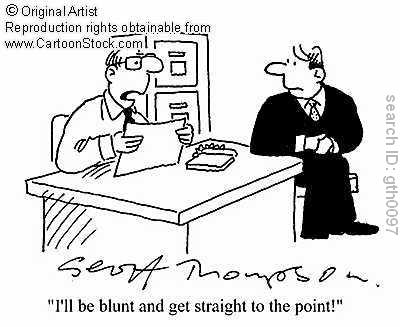 © Original Artist
Reproduction rights obtainable from
www.CartoonStock.com
search ID: gth0097
Geoff Thompson.
"I'll be blunt and get straight to the point!"